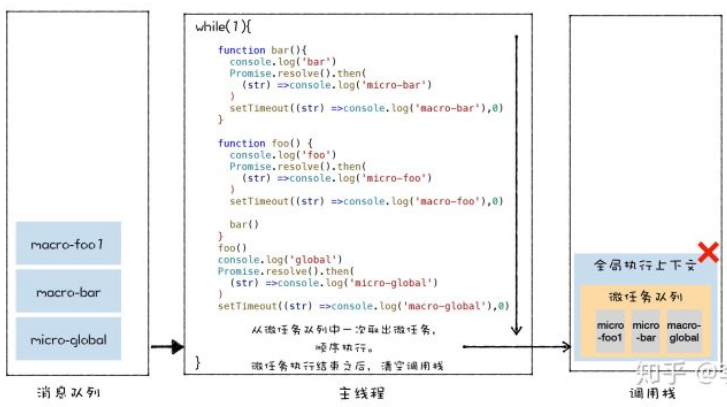 macro-foo1
macro-bar
micro-global
消息队列
while(1){
function bar(){
console.log('bar')
Promise.resolve().then(
(str) =>console.log('micro-bar')
)
setTimeout((str) =>console.log('macro-bar'),0)
}
function foo() {
console.log('foo')
Promise.resolve().then(
(str) =>console.log('micro-foo')
)
setTimeout((str) =>console.log('macro-foo'),0)
bar()
}
foo()
console.log('global')
Promise.resolve().then(
(str) =>console.log('micro-global')
)
setTimeout((str) =>console.log('macro-global'),0)
从微任务队列中一次取出微任务,
顺序执行。
微任务执行结束之后,清空调用栈
}
主线程
全局执行上下文
微任务队列
micro
-foo1
micro
-bar
macro-
global
调用栈
知乎